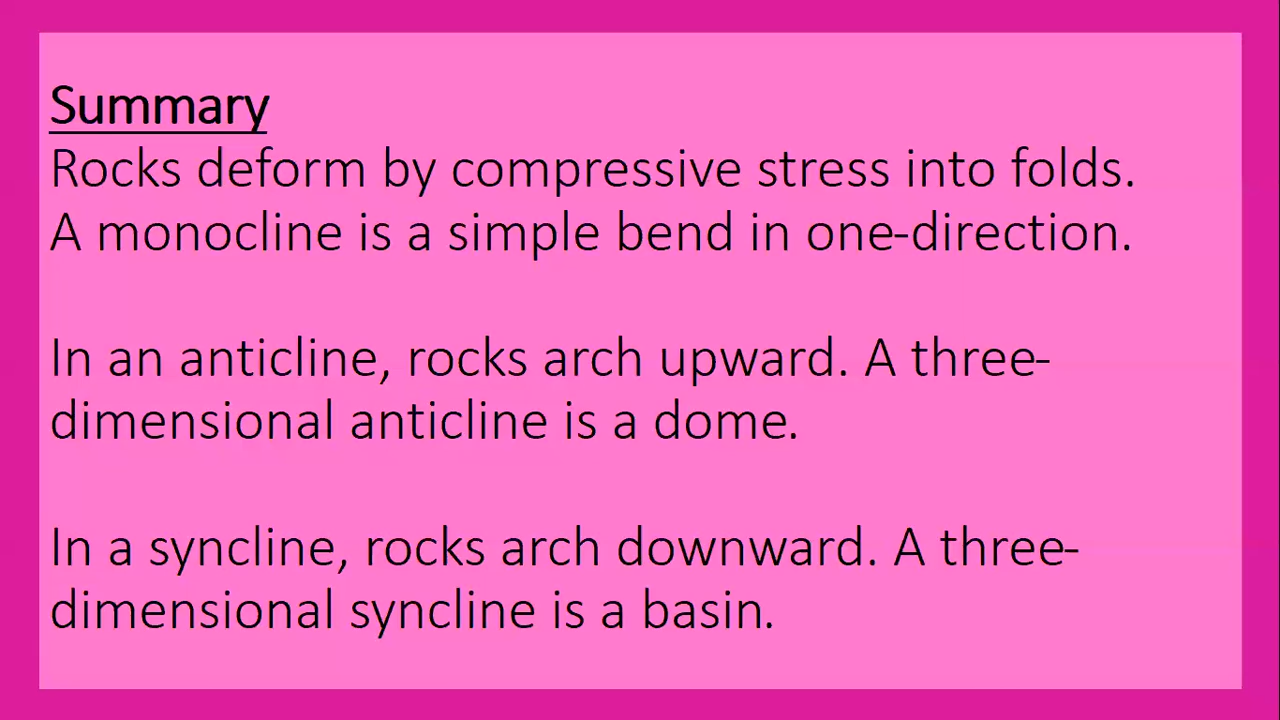 Summary
Rocks deform by compressive stress into folds.
A monocline is a simple bend in one-direction.
In an anticline, rocks arch upward. A three-
dimensional anticline is a dome.
In a syncline, rocks arch downward. A three-
dimensional syncline is a basin.